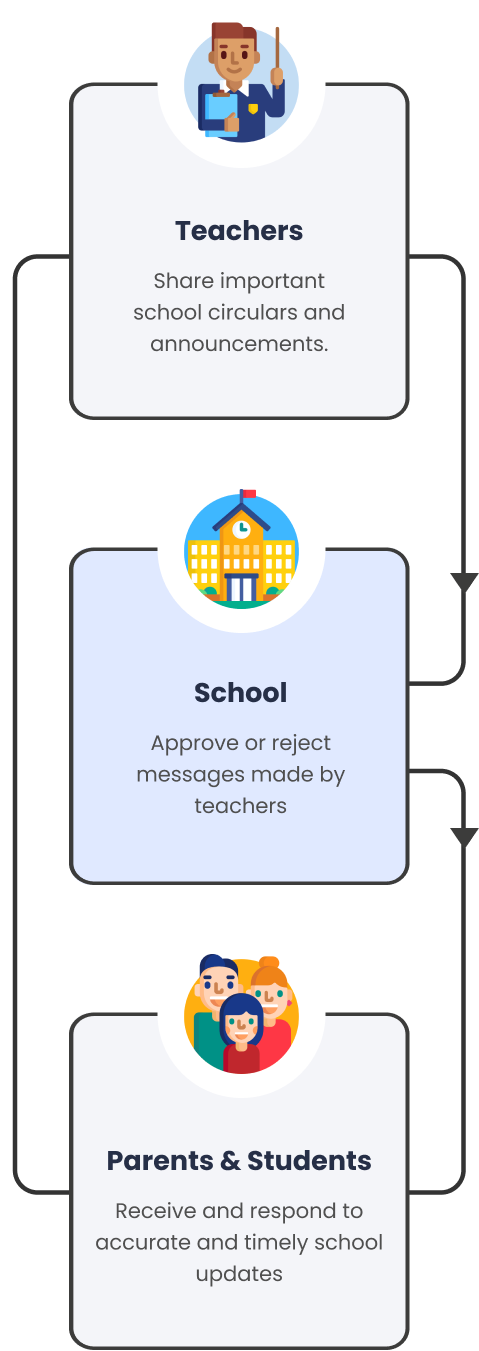 Teachers
Share important
school circulars and
announcements.
School
Approve or reject
messages made by
teachers
Parents & Students
Receive and respond to
accurate and timely school
updates